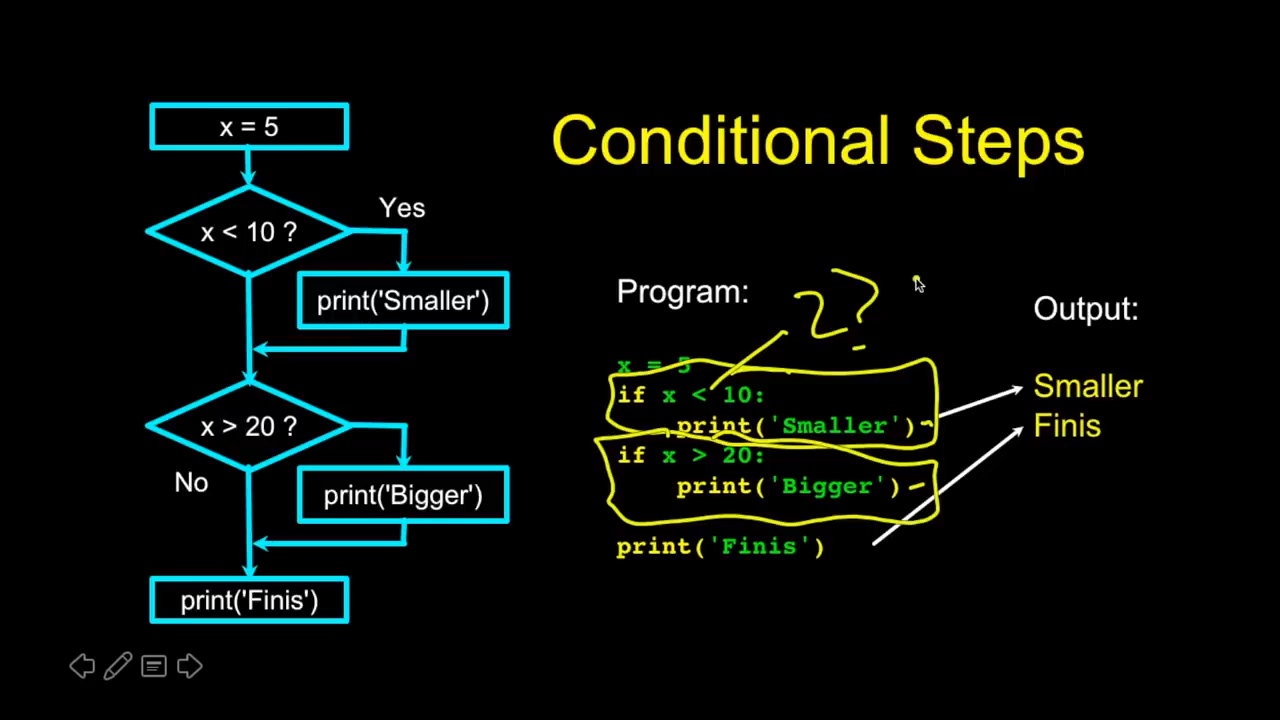 Conditional Steps
x = 5
x < 10 ?
Yes
print('Smaller')
x > 20 ?
No
print('Bigger')
print('Finis')
Program:
2?
x = 5
if x < 10:
    print('Smaller')
if x > 20:
    print('Bigger')
print('Finis')
Output:
Smaller
Finis